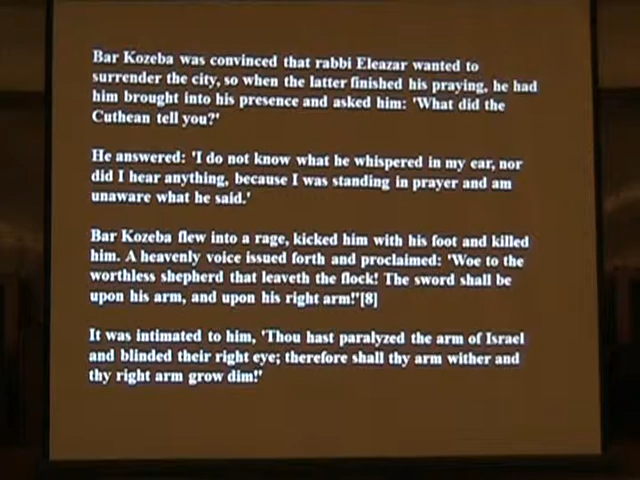 Bar Kozeba was convinced that rabbi Eleazar wanted to
surrender the city, so when the latter finished his praying, he had
him brought into his presence and asked him: 'What did the
Cuthean tell you?'
He answered: 'I do not know what he whispered in my ear, nor
did I hear anything, because I was standing in prayer and am
unaware what he said.'
Bar Kozeba flew into a rage, kicked him with his foot and killed
him. A heavenly voice issued forth and proclaimed: 'Woe to the
worthless shepherd that leaveth the flock! The sword shall be
upon his arm, and upon his right arm!'[8]
It was intimated to him, 'Thou hast paralyzed the arm of Israel
and blinded their right eye; therefore shall thy arm wither and
thy right arm grow dim!'